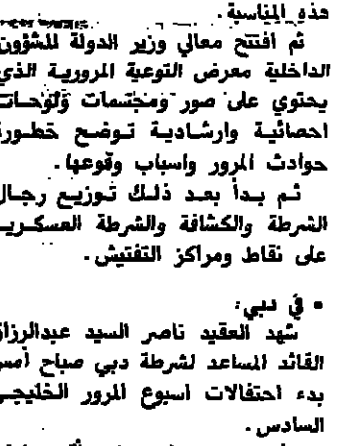 هذه المناسبة .
ثم افتتح معالي وزير الدولة للشؤون
الداخلية معرض التوعية المرورية الذي
يحتوي على صور ومجسمات ولوحات
احصائية وارشادية توضح خطورة
حوادث المرور واسباب وقوعها .
ثم بدأ بعد ذلك توزيع رجال
الشرطة والكشافة والشرطة العسكرية
على نقاط ومراكز التفتيش .
• في دبي :
شهد العقيد ناصر السيد عبدالرزاق
القائد المساعد لشرطة دبي صباح أمس
بدء احتفالات اسبوع المرور الخليجي
السادس .